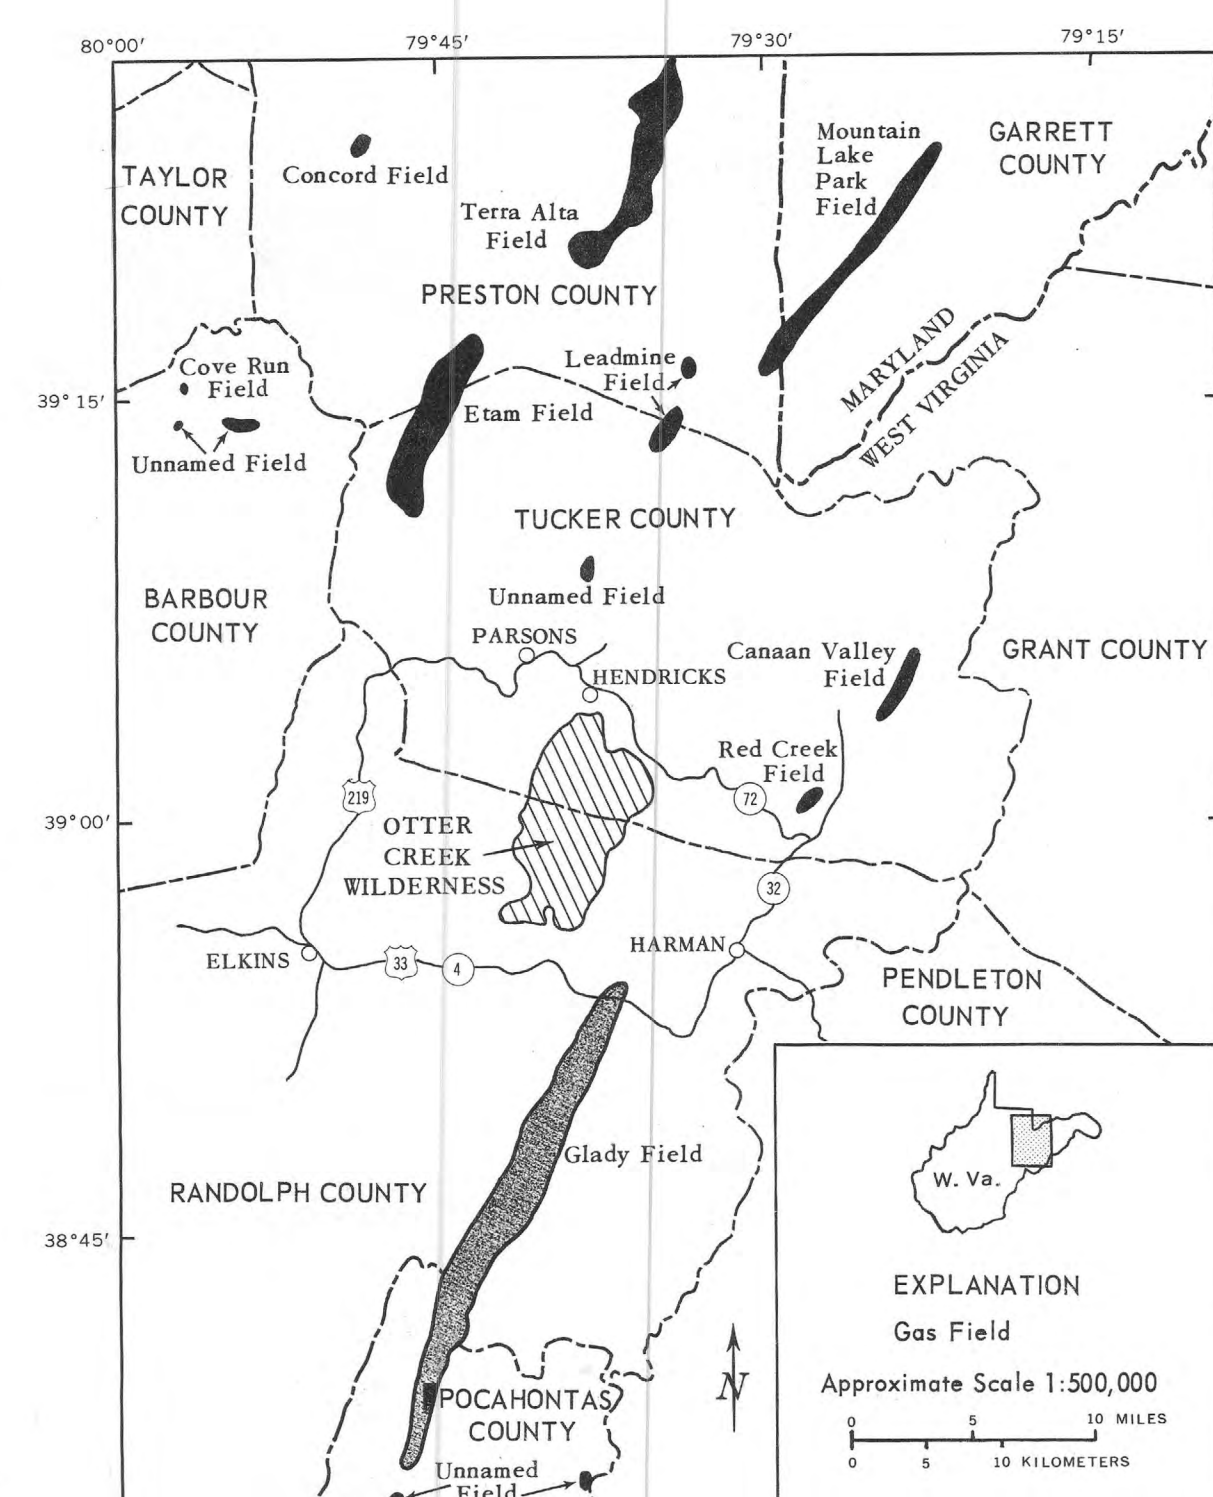 80°00′
79°45′
79°30′
79°15′
TAYLOR
COUNTY
Concord Field
Terra Alta
Field
Mountain
Lake
Park
Field
GARRETT
COUNTY
PRESTON COUNTY
MARYLAND
WEST VIRGINIA
Cove Run
Field
39°15′
Unnamed Field
Leadmine
Field
Etam Field
TUCKER COUNTY
Unnamed Field
BARBOUR
COUNTY
PARSONS
HENDRICKS
Canaan Valley
Field
GRANT COUNTY
Red Creek
Field
219
72
39°00′
OTTER
CREEK
WILDERNESS
32
ELKINS
33
4
HARMAN
PENDLETON
COUNTY
Glady Field
RANDOLPH COUNTY
W. Va.
38°45′
EXPLANATION
Gas Field
N
Approximate Scale 1:500,000
0 5 10 MILES
0 5 10 KILOMETERS
POCAHONTAS
COUNTY
Unnamed
Field